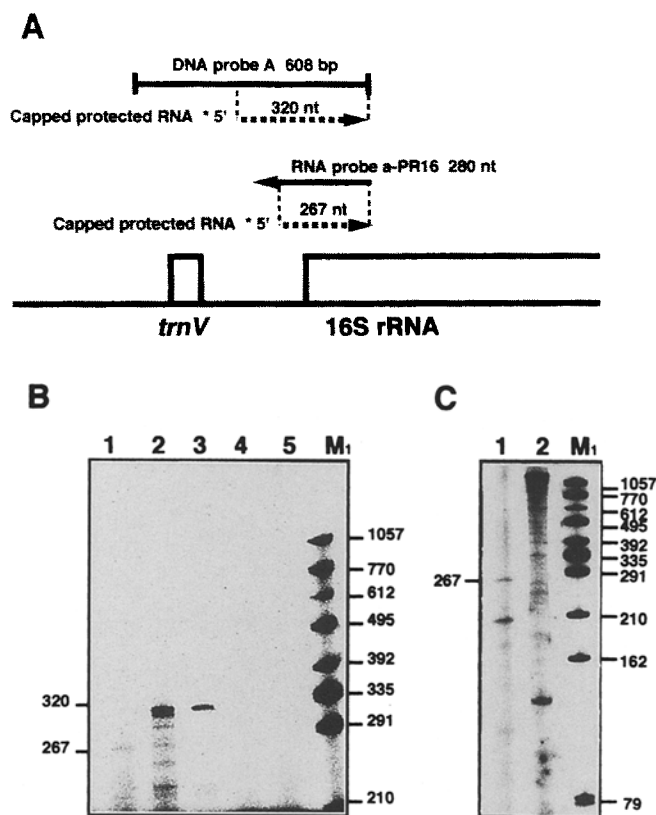 A
DNA probe A 608 bp
Capped protected RNA * 5' 320 nt
RNA probe a-PR16 280 nt
Capped protected RNA * 5' 267 nt
trnV 16S rRNA
B
1 2 3 4 5 M1
1057
770
612
495
392
335
320
291
267
210
C
1 2 M1
1057
770
612
495
392
335
291
267
210
162
79